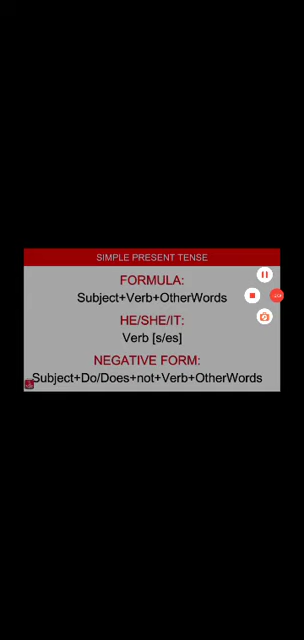 SIMPLE PRESENT TENSE
FORMULA:
Subject+Verb+OtherWords
HE/SHE/IT:
Verb [s/es]
NEGATIVE FORM:
Subject+Do/Does+not+Verb+OtherWords